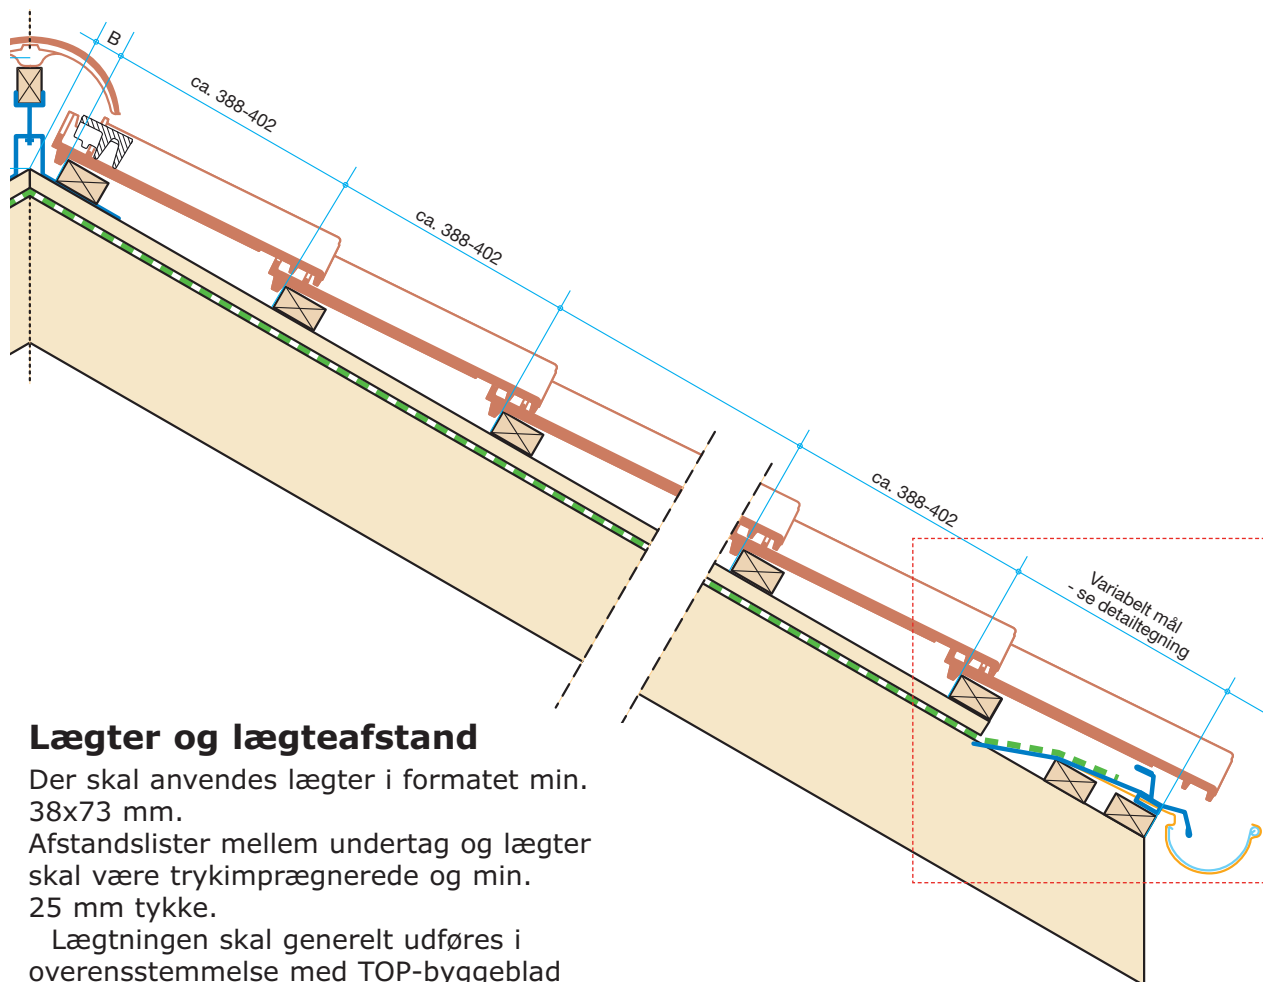 B
ca. 388-402
ca. 388-402
ca. 388-402
Variabelt mål
- se detailtegning
Lægter og lægteafstand
Der skal anvendes lægter i formatet min.
38x73 mm.
Afstandslister mellem undertag og lægter
skal være trykimprægnerede og min.
25 mm tykke.
Lægtningen skal generelt udføres i
overensstemmelse med TOP-byggeblad